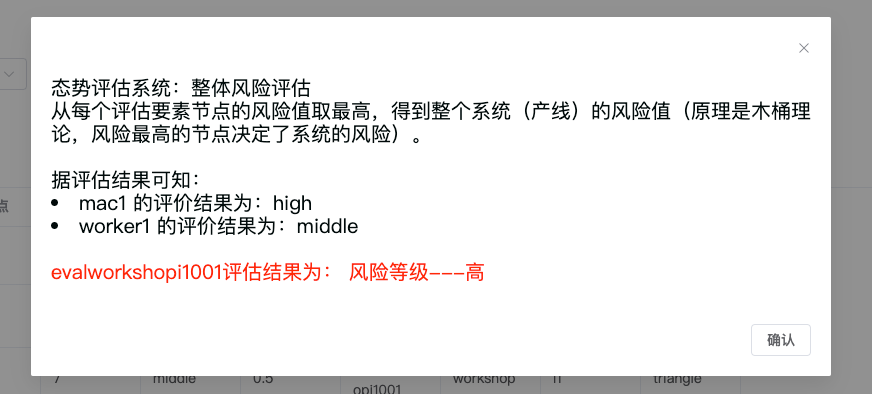 态势评估系统：整体风险评估
从每个评估要素节点的风险值取最高，得到整个系统（产线）的风险值（原理是木桶理
论，风险最高的节点决定了系统的风险）。
据评估结果可知：
• mac1 的评价结果为：high
• worker1 的评价结果为：middle
evalworkshopi1001评估结果为： 风险等级---高
确认
点
7 middle 0.5 opi1001 workshop 11 triangle